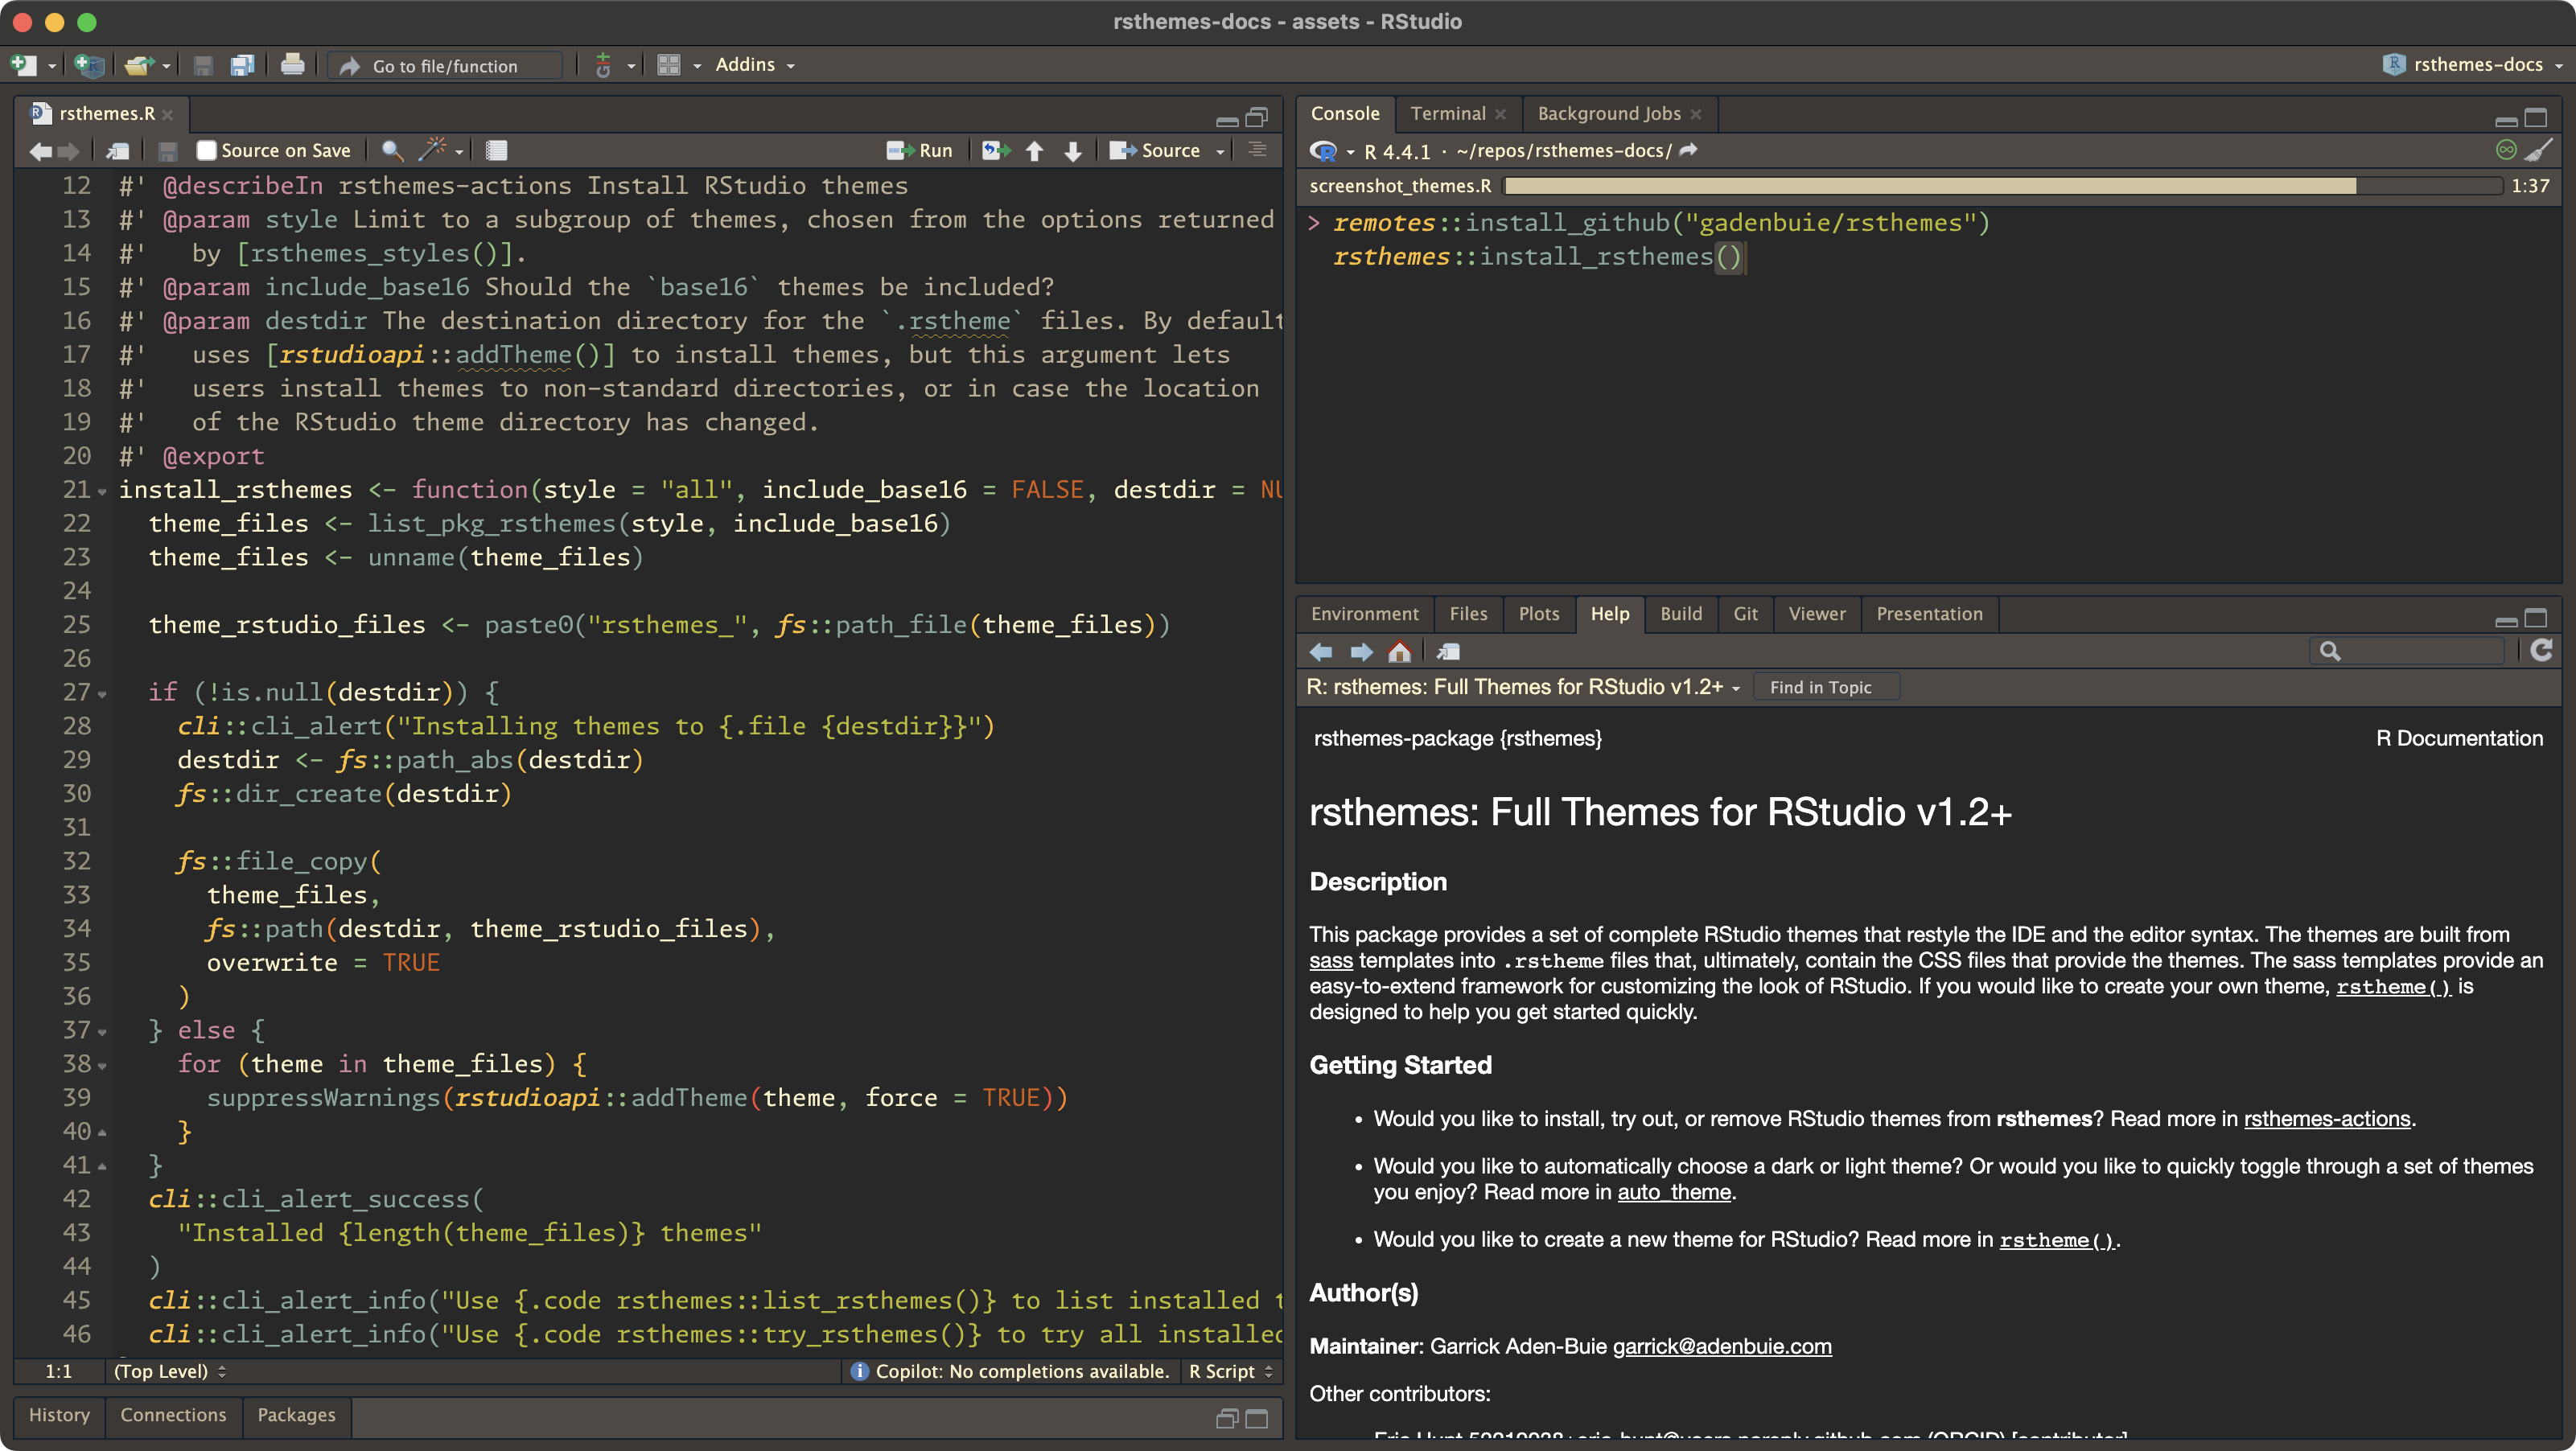 rsthemes-docs - assets - RStudio
Go to file/function
Addins
rsthemes-docs
rsthemes.R
Source on Save
Run
Source
12 #' @describeIn rsthemes-actions Install RStudio themes
13 #' @param style Limit to a subgroup of themes, chosen from the options returned
14 #'   by [rsthemes_styles()].
15 #' @param include_base16 Should the `base16` themes be included?
16 #' @param destdir The destination directory for the `.rstheme` files. By default
17 #'   uses [rstudioapi::addTheme()] to install themes, but this argument lets
18 #'   users install themes to non-standard directories, or in case the location
19 #'   of the RStudio theme directory has changed.
20 #' @export
21 install_rsthemes <- function(style = "all", include_base16 = FALSE, destdir = NU
22   theme_files <- list_pkg_rsthemes(style, include_base16)
23   theme_files <- unname(theme_files)
24
25   theme_rstudio_files <- paste0("rsthemes_", fs::path_file(theme_files))
26
27   if (!is.null(destdir)) {
28     cli::cli_alert("Installing themes to {.file {destdir}}")
29     destdir <- fs::path_abs(destdir)
30     fs::dir_create(destdir)
31
32     fs::file_copy(
33       theme_files,
34       fs::path(destdir, theme_rstudio_files),
35       overwrite = TRUE
36     )
37   } else {
38     for (theme in theme_files) {
39       suppressWarnings(rstudioapi::addTheme(theme, force = TRUE))
40     }
41   }
42   cli::cli_alert_success(
43     "Installed {length(theme_files)} themes"
44   )
45   cli::cli_alert_info("Use {.code rsthemes::list_rsthemes()} to list installed t
46   cli::cli_alert_info("Use {.code rsthemes::try_rsthemes()} to try all installed
1:1 (Top Level) Copilot: No completions available. R Script
History Connections Packages
Console Terminal Background Jobs
R 4.4.1 · ~/repos/rsthemes-docs/
screenshot_themes.R 1:37
> remotes::install_github("gadenbuie/rsthemes")
rsthemes::install_rsthemes()
Environment Files Plots Help Build Git Viewer Presentation
R: rsthemes: Full Themes for RStudio v1.2+ Find in Topic
rsthemes-package {rsthemes} R Documentation
rsthemes: Full Themes for RStudio v1.2+
Description
This package provides a set of complete RStudio themes that restyle the IDE and the editor syntax. The themes are built from
sass templates into .rstheme files that, ultimately, contain the CSS files that provide the themes. The sass templates provide an
easy-to-extend framework for customizing the look of RStudio. If you would like to create your own theme, rstheme() is
designed to help you get started quickly.
Getting Started
• Would you like to install, try out, or remove RStudio themes from rsthemes? Read more in rsthemes-actions.
• Would you like to automatically choose a dark or light theme? Or would you like to quickly toggle through a set of themes
you enjoy? Read more in auto_theme.
• Would you like to create a new theme for RStudio? Read more in rstheme().
Author(s)
Maintainer: Garrick Aden-Buie garrick@adenbuie.com
Other contributors: